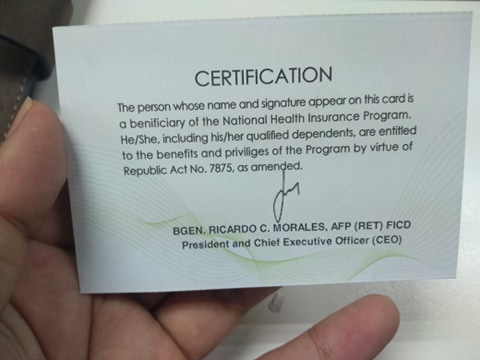 CERTIFICATION
The person whose name and signature appear on this card is
a benificiary of the National Health Insurance Program.
He/She, including his/her qualified dependents, are entitled
to the benefits and priviliges of the Program by virtue of
Republic Act No. 7875, as amended.
BGEN. RICARDO C. MORALES, AFP (RET) FICD
President and Chief Executive Officer (CEO)